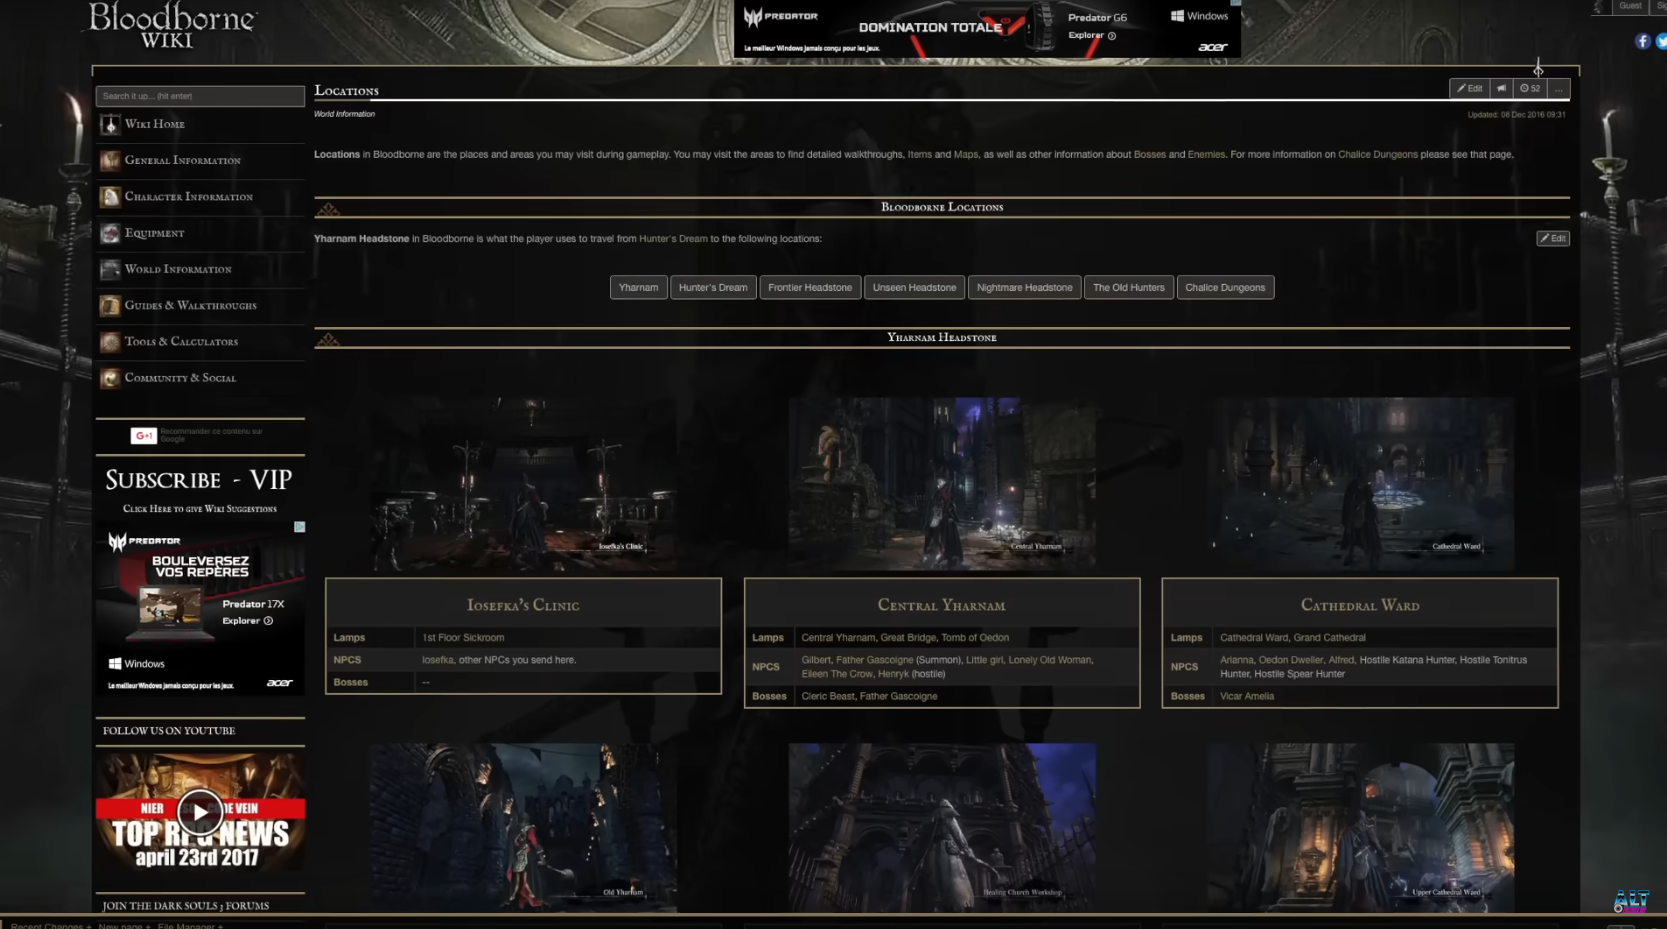 Bloodborne
WIKI
PREDATOR
DOMINATION TOTALE
Predator G6
Explorer
Windows
Le meilleur Windows jamais conçu pour les jeux.
acer
Guest
Search it up... (hit enter)
Wiki Home
General Information
Character Information
Equipment
World Information
Guides & Walkthroughs
Tools & Calculators
Community & Social
G+1 Recommander ce contenu sur
Google
Subscribe - VIP
Click Here to give Wiki Suggestions
PREDATOR
BOULEVERSEZ
VOS REPÈRES
Predator 17X
Explorer
Windows
Le meilleur Windows jamais conçu pour les jeux.
acer
FOLLOW US ON YOUTUBE
TOP RPG NEWS
april 23rd 2017
JOIN THE DARK SOULS 3 FORUMS
Recent Changes + New page + File Manager +
Locations
Edit 52 ...
World Information
Updated: 08 Dec 2016 09:31
Locations in Bloodborne are the places and areas you may visit during gameplay. You may visit the areas to find detailed walkthroughs, Items and Maps, as well as other information about Bosses and Enemies. For more information on Chalice Dungeons please see that page.
Bloodborne Locations
Yharnam Headstone in Bloodborne is what the player uses to travel from Hunter's Dream to the following locations:
Edit
Yharnam Hunter's Dream Frontier Headstone Unseen Headstone Nightmare Headstone The Old Hunters Chalice Dungeons
Yharnam Headstone
Iosefka's Clinic
Central Yharnam
Cathedral Ward
Iosefka's Clinic
Lamps 1st Floor Sickroom
NPCS Iosefka, other NPCs you send here.
Bosses --
Central Yharnam
Lamps Central Yharnam, Great Bridge, Tomb of Oedon
NPCS Gilbert, Father Gascoigne (Summon), Little girl, Lonely Old Woman,
Eileen The Crow, Henryk (hostile)
Bosses Cleric Beast, Father Gascoigne
Cathedral Ward
Lamps Cathedral Ward, Grand Cathedral
NPCS Arianna, Oedon Dweller, Alfred, Hostile Katana Hunter, Hostile Tonitrus
Hunter, Hostile Spear Hunter
Bosses Vicar Amelia
Old Yharnam
Healing Church Workshop
Upper Cathedral Ward
ALT